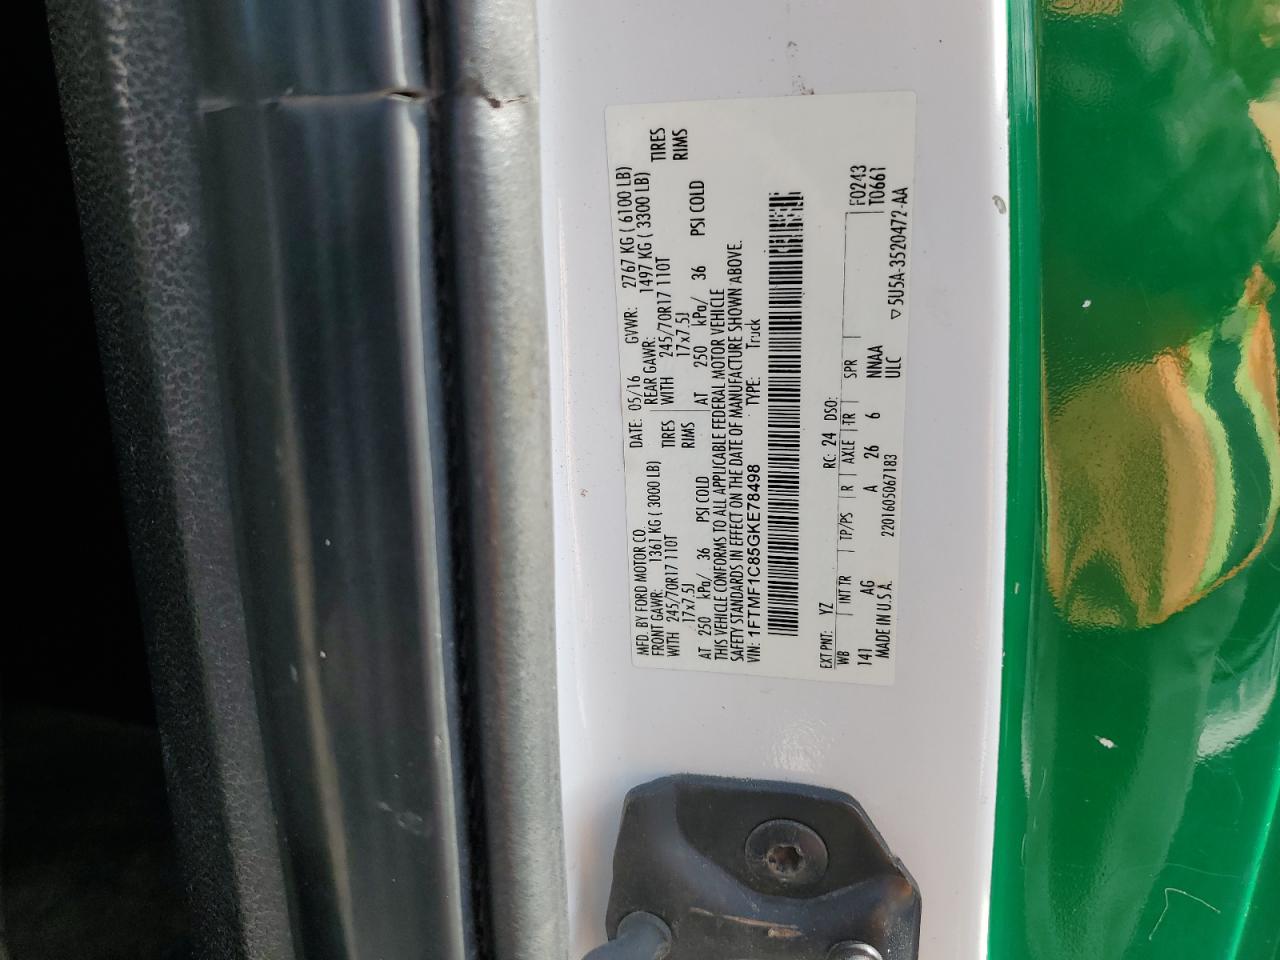 MFD. BY FORD MOTOR CO. DATE: 05/16 GVWR: 2767 KG ( 6100 LB)
FRONT GAWR: 1361 KG ( 3000 LB) REAR GAWR: 1497 KG ( 3300 LB)
WITH 245/70R17 110T TIRES WITH 245/70R17 110T TIRES
17x7.5J RIMS 17x7.5J RIMS
AT 250 kPa/ 36 PSI COLD AT 250 kPa/ 36 PSI COLD
THIS VEHICLE CONFORMS TO ALL APPLICABLE FEDERAL MOTOR VEHICLE
SAFETY STANDARDS IN EFFECT ON THE DATE OF MANUFACTURE SHOWN ABOVE.
VIN: 1FTMF1C85GKE78498 TYPE: Truck
EXT PNT: YZ RC: 24 DSO:
WB INT TR TP/PS R AXLE TR SPR F0243
141 AG A 26 6 NNAA T0661
MADE IN U.S.A. 2201605067183 ULC ▽5U5A-3520472-AA